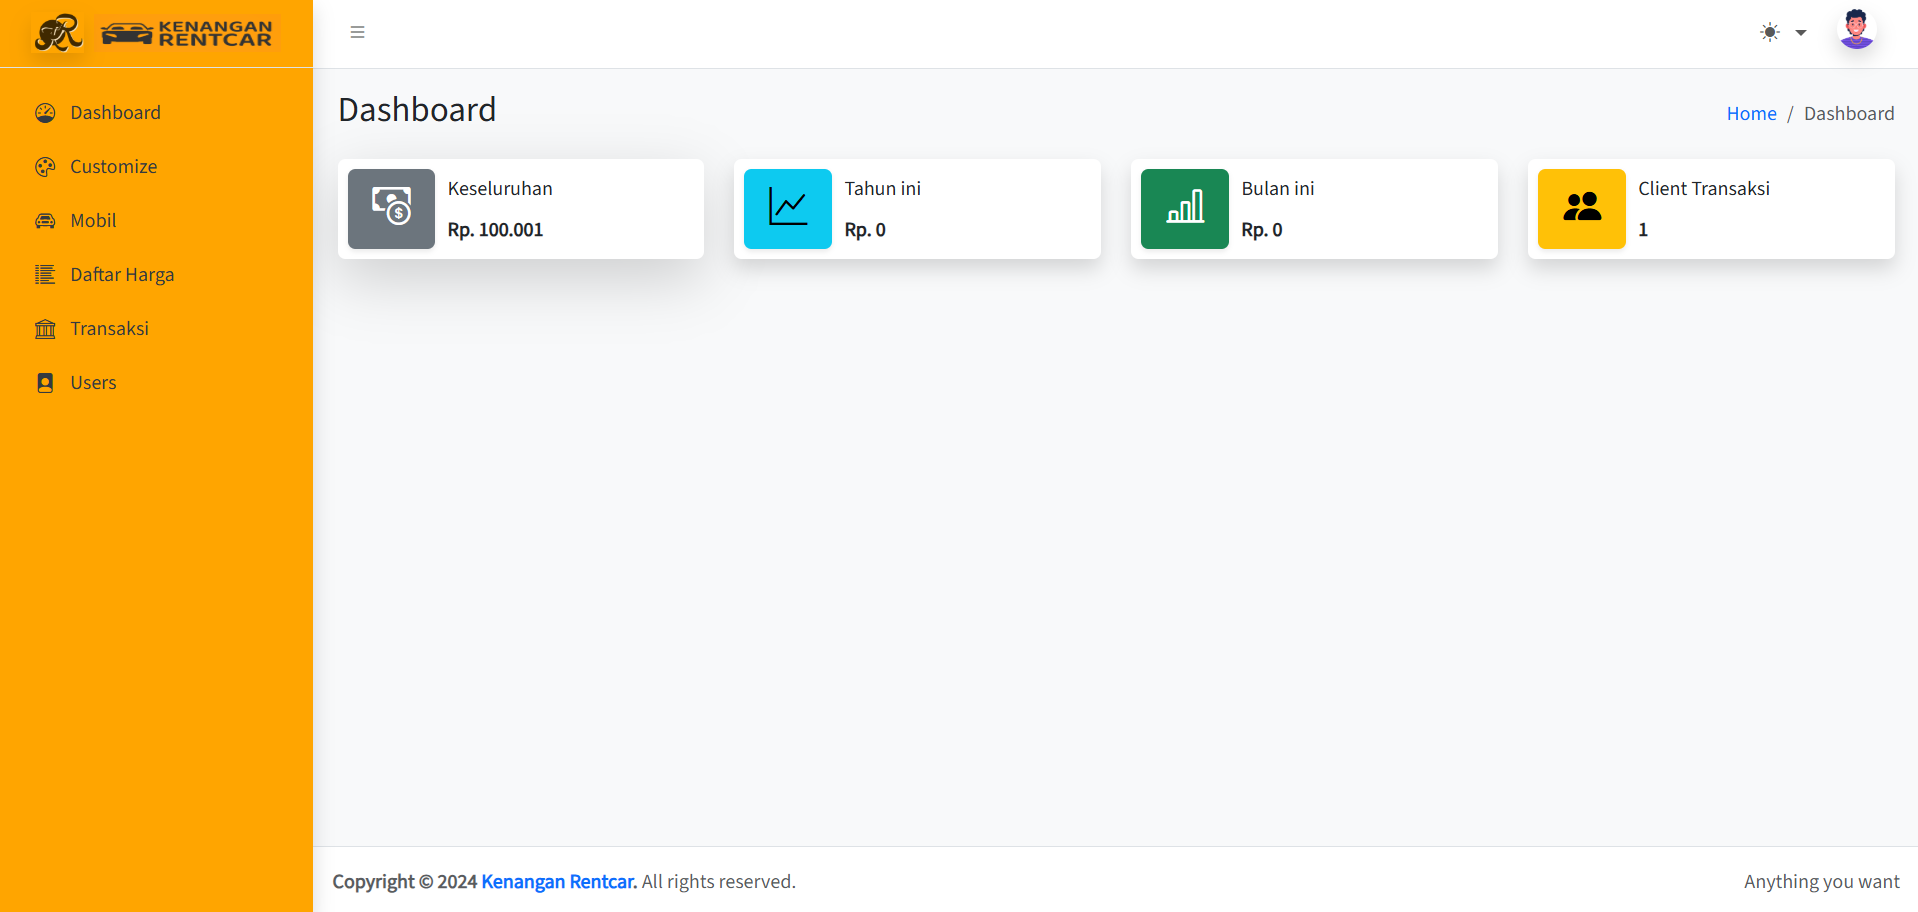 KENANGAN
RENTCAR
Dashboard
Customize
Mobil
Daftar Harga
Transaksi
Users
Dashboard
Home / Dashboard
Keseluruhan
Rp. 100.001
Tahun ini
Rp. 0
Bulan ini
Rp. 0
Client Transaksi
1
Copyright © 2024 Kenangan Rentcar. All rights reserved.
Anything you want